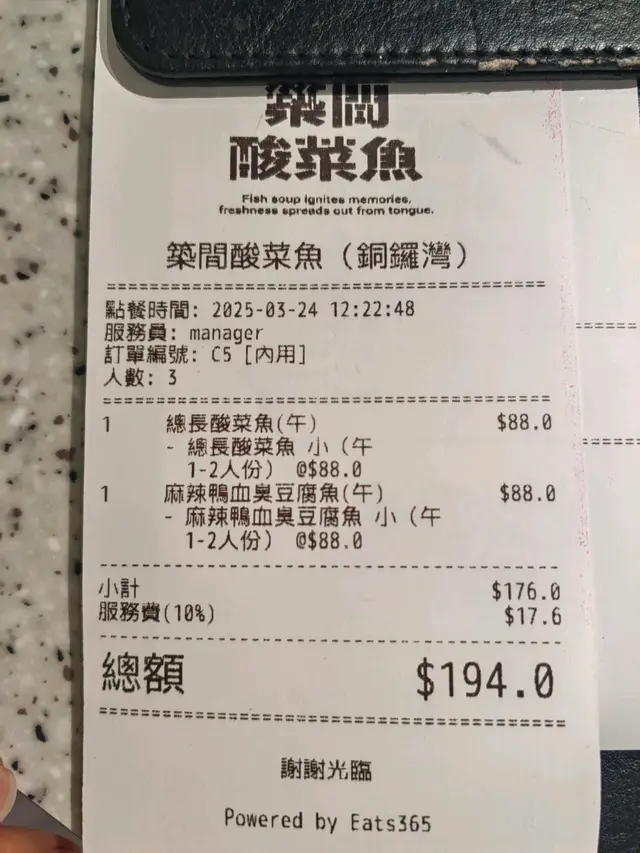 築間
酸菜魚
Fish soup ignites memories,
freshness spreads out from tongue.
築間酸菜魚（銅鑼灣）
點餐時間: 2025-03-24 12:22:48
服務員: manager
訂單編號: C5 [內用]
人數: 3
1 總長酸菜魚(午) $88.0
- 總長酸菜魚 小（午
1-2人份） @$88.0
1 麻辣鴨血臭豆腐魚(午) $88.0
- 麻辣鴨血臭豆腐魚 小（午
1-2人份） @$88.0
小計 $176.0
服務費(10%) $17.6
總額 $194.0
謝謝光臨
Powered by Eats365